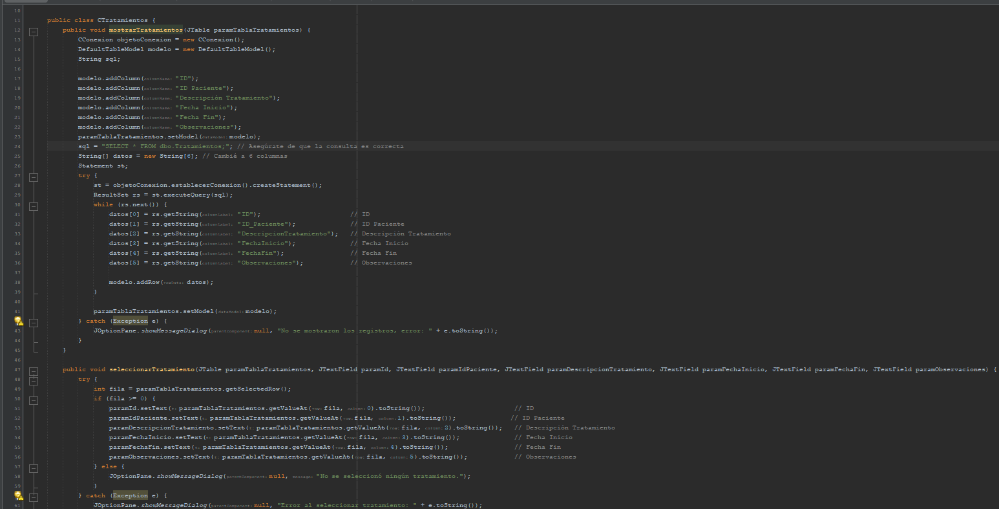 10
11 public class CTratamientos {
12 public void mostrarTratamientos(JTable paramTablaTratamientos) {
13 CConexion objetoConexion = new CConexion();
14 DefaultTableModel modelo = new DefaultTableModel();
15 String sql;
16
17 modelo.addColumn(columnName: "ID");
18 modelo.addColumn(columnName: "ID Paciente");
19 modelo.addColumn(columnName: "Descripción Tratamiento");
20 modelo.addColumn(columnName: "Fecha Inicio");
21 modelo.addColumn(columnName: "Fecha Fin");
22 modelo.addColumn(columnName: "Observaciones");
23 paramTablaTratamientos.setModel(dataModel: modelo);
24 sql = "SELECT * FROM dbo.Tratamientos;"; // Asegúrate de que la consulta es correcta
25 String[] datos = new String[6]; // Cambié a 6 columnas
26 Statement st;
27 try {
28 st = objetoConexion.establecerConexion().createStatement();
29 ResultSet rs = st.executeQuery(sql);
30 while (rs.next()) {
31 datos[0] = rs.getString(columnLabel: "ID"); // ID
32 datos[1] = rs.getString(columnLabel: "ID_Paciente"); // ID Paciente
33 datos[2] = rs.getString(columnLabel: "DescripcionTratamiento"); // Descripción Tratamiento
34 datos[3] = rs.getString(columnLabel: "FechaInicio"); // Fecha Inicio
35 datos[4] = rs.getString(columnLabel: "FechaFin"); // Fecha Fin
36 datos[5] = rs.getString(columnLabel: "Observaciones"); // Observaciones
37
38 modelo.addRow(rowData: datos);
39 }
40
41 paramTablaTratamientos.setModel(dataModel: modelo);
} catch (Exception e) {
43 JOptionPane.showMessageDialog(parentComponent: null, "No se mostraron los registros, error: " + e.toString());
44 }
45 }
46
47 public void seleccionarTratamiento(JTable paramTablaTratamientos, JTextField paramId, JTextField paramIdPaciente, JTextField paramDescripcionTratamiento, JTextField paramFechaInicio, JTextField paramFechaFin, JTextField paramObservaciones) {
48 try {
49 int fila = paramTablaTratamientos.getSelectedRow();
50 if (fila >= 0) {
51 paramId.setText(t: paramTablaTratamientos.getValueAt(row: fila, column: 0).toString()); // ID
52 paramIdPaciente.setText(t: paramTablaTratamientos.getValueAt(row: fila, column: 1).toString()); // ID Paciente
53 paramDescripcionTratamiento.setText(t: paramTablaTratamientos.getValueAt(row: fila, column: 2).toString()); // Descripción Tratamiento
54 paramFechaInicio.setText(t: paramTablaTratamientos.getValueAt(row: fila, column: 3).toString()); // Fecha Inicio
55 paramFechaFin.setText(t: paramTablaTratamientos.getValueAt(row: fila, column: 4).toString()); // Fecha Fin
56 paramObservaciones.setText(t: paramTablaTratamientos.getValueAt(row: fila, column: 5).toString()); // Observaciones
57 } else {
58 JOptionPane.showMessageDialog(parentComponent: null, message: "No se seleccionó ningún tratamiento.");
59 }
} catch (Exception e) {
61 JOptionPane.showMessageDialog(parentComponent: null, "Error al seleccionar tratamiento: " + e.toString());